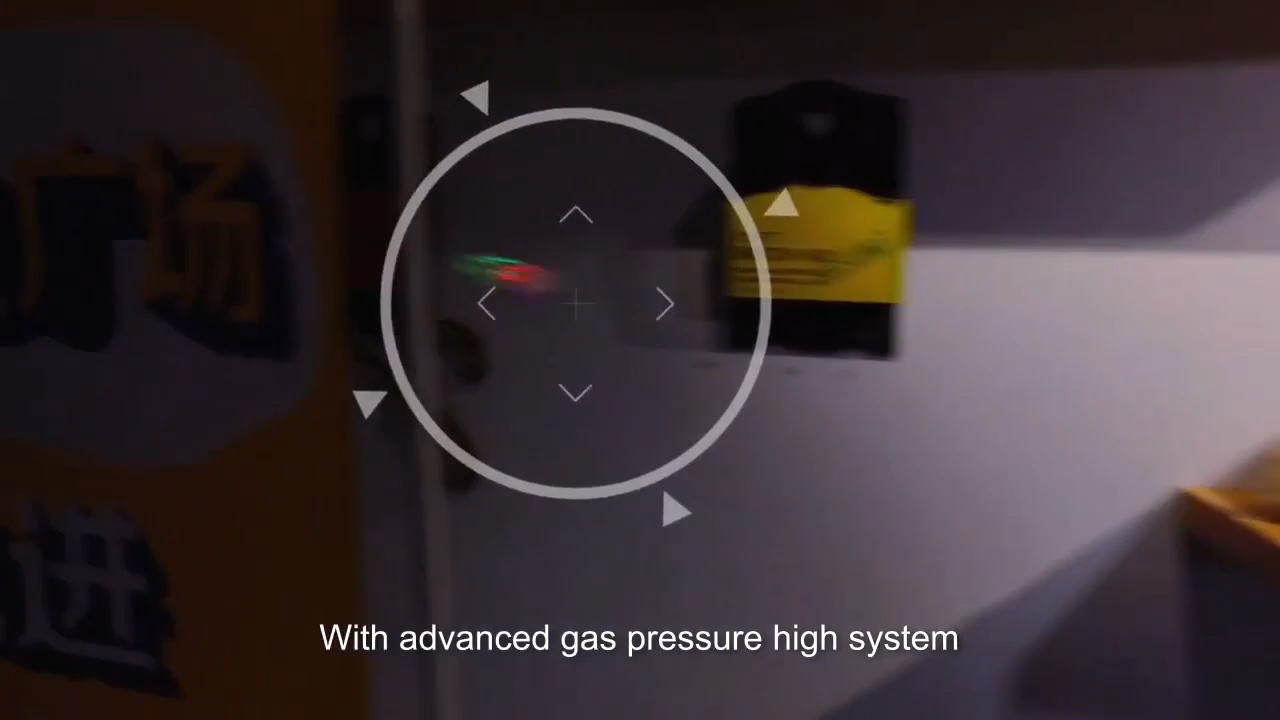 广场
进
With advanced gas pressure high system